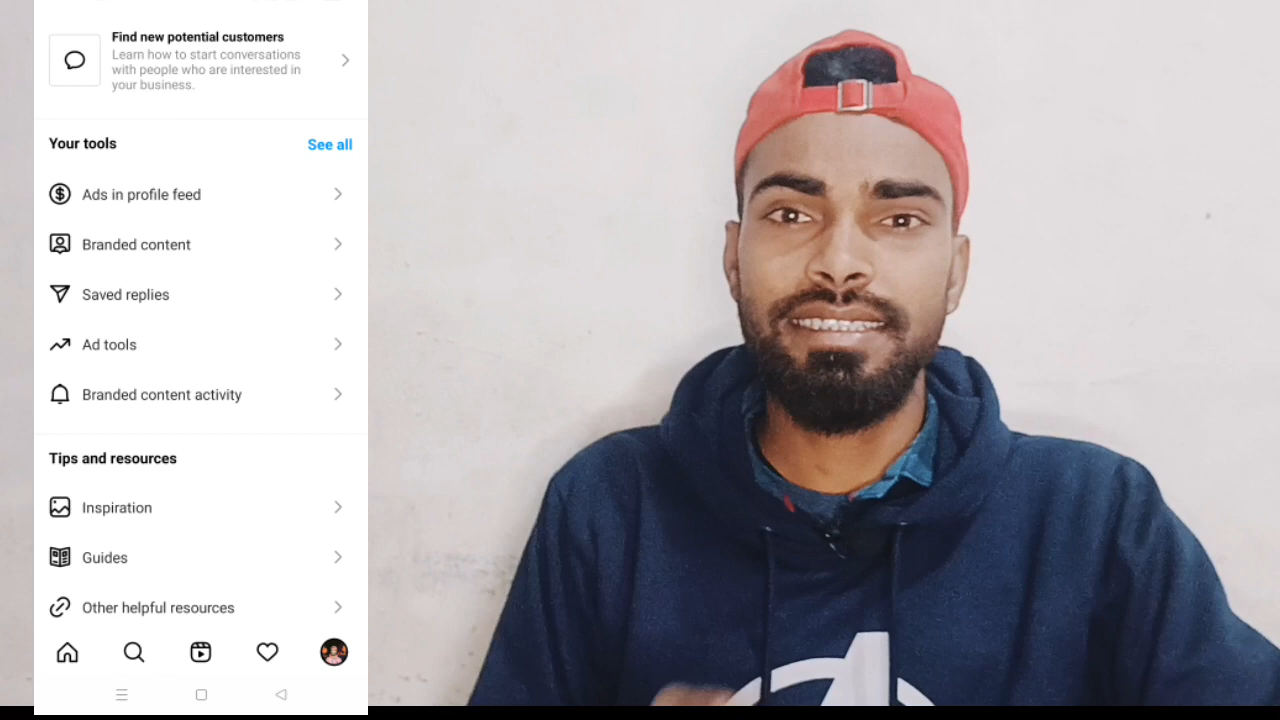 Find new potential customers
Learn how to start conversations
with people who are interested in
your business.
Your tools
See all
Ads in profile feed
Branded content
Saved replies
Ad tools
Branded content activity
Tips and resources
Inspiration
Guides
Other helpful resources